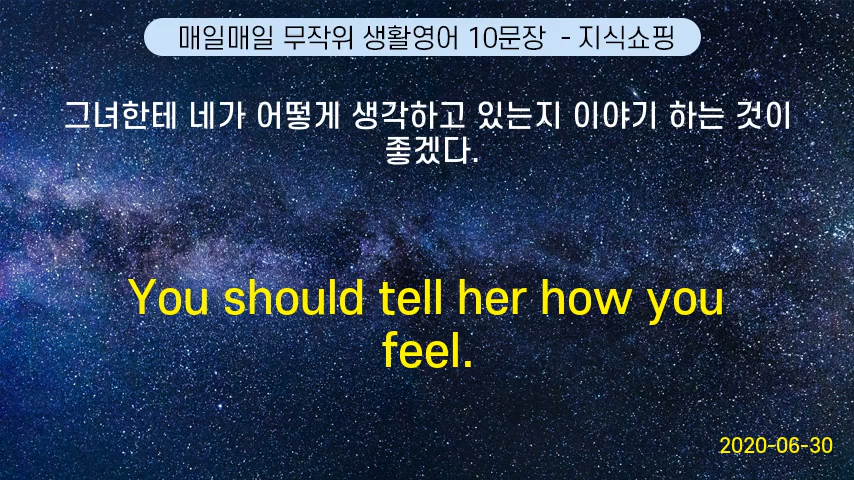 매일매일 무작위 생활영어 10문장 - 지식쇼핑
그녀한테 네가 어떻게 생각하고 있는지 이야기 하는 것이
좋겠다.
You should tell her how you
feel.
2020-06-30